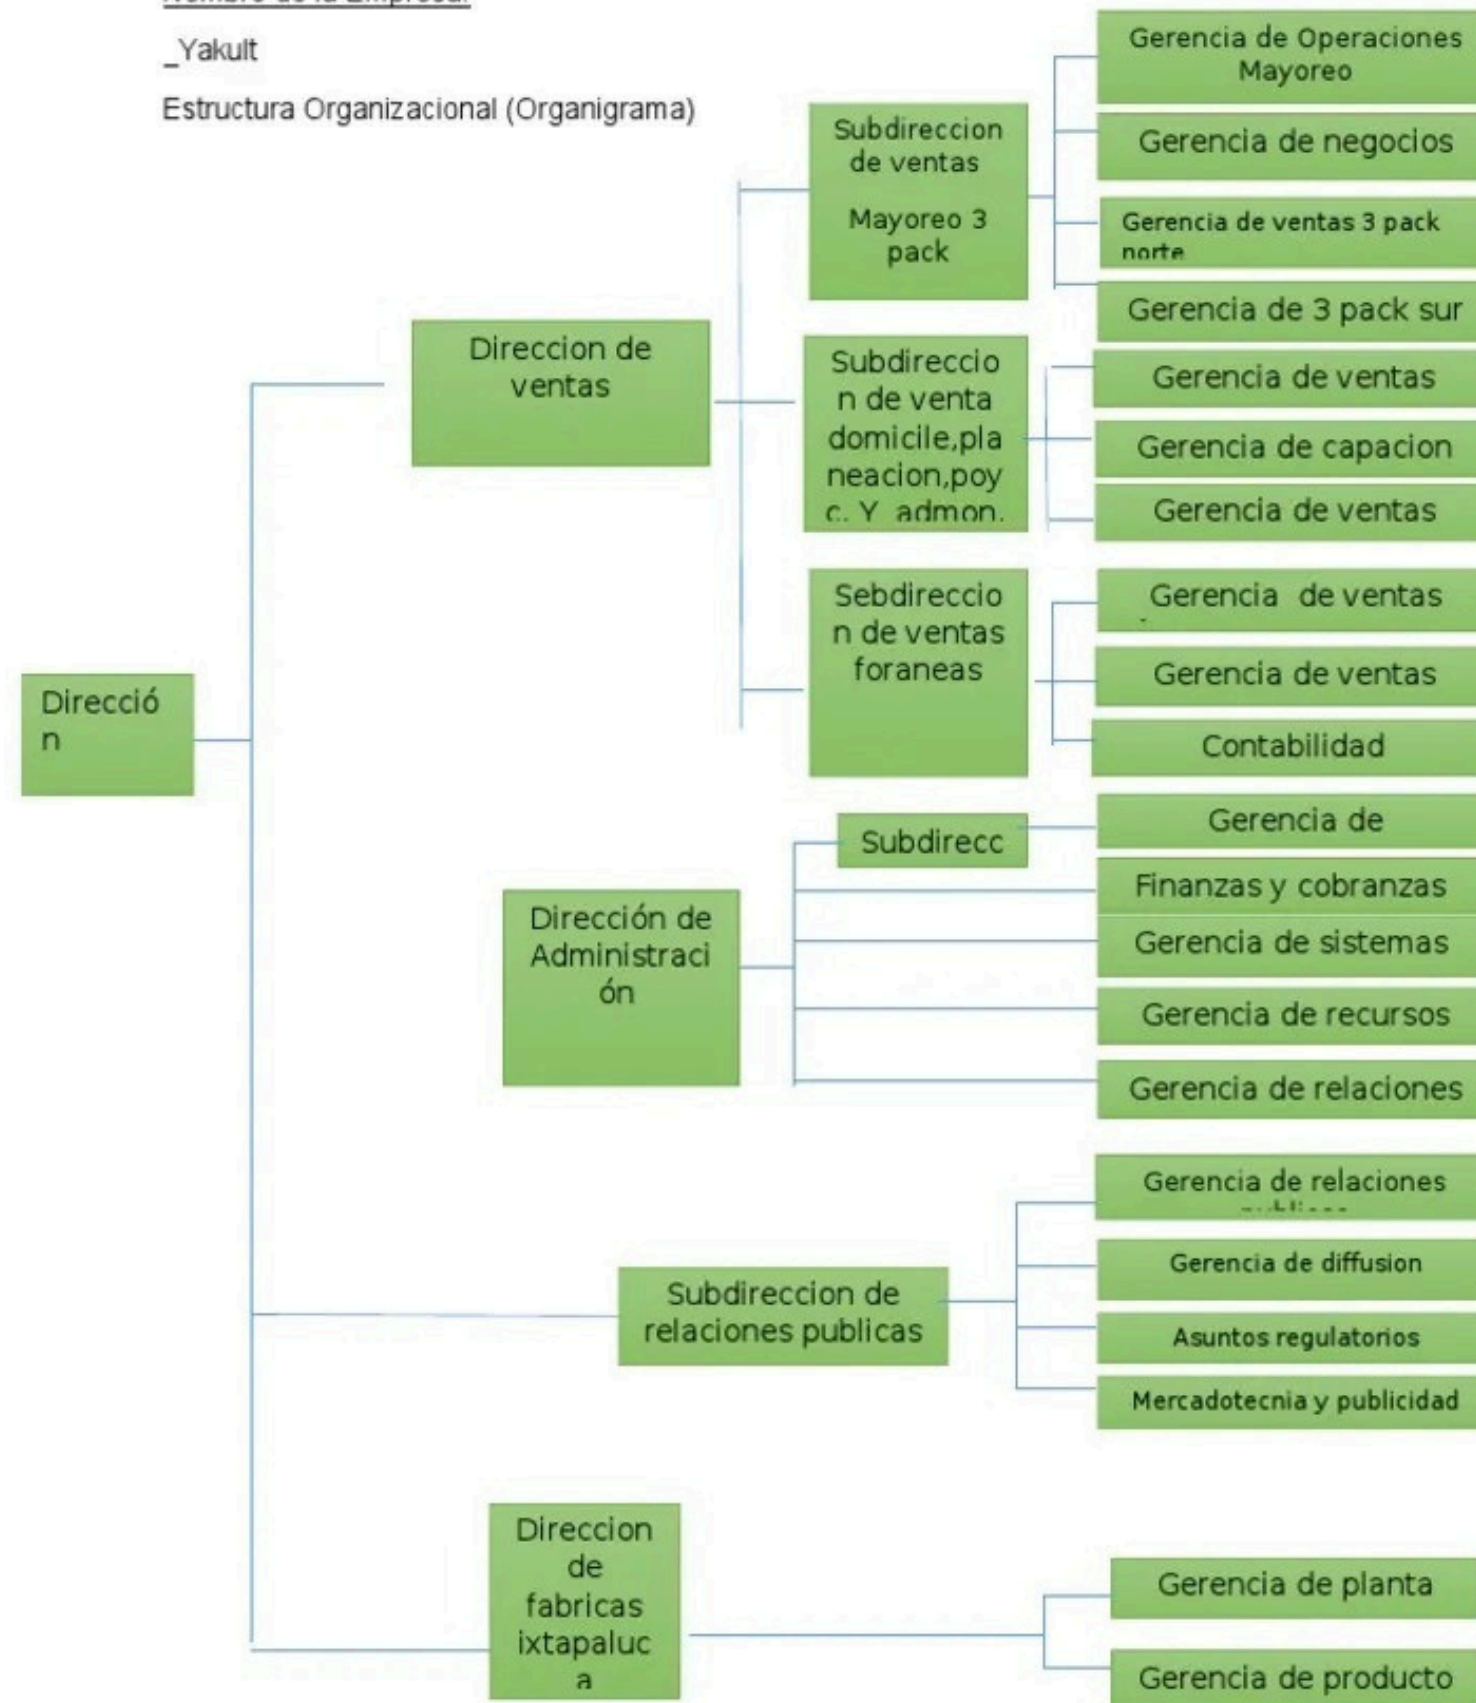 Nombre de la Empresa:
_Yakult
Estructura Organizacional (Organigrama)
Direcció
n
Direccion de
ventas
Subdireccion
de ventas
Mayoreo 3
pack
Gerencia de Operaciones
Mayoreo
Gerencia de negocios
Gerencia de ventas 3 pack
norte
Gerencia de 3 pack sur
Subdireccio
n de venta
domicile,pla
neacion,poy
c. Y admon.
Gerencia de ventas
Gerencia de capacion
Gerencia de ventas
Sebdireccio
n de ventas
foraneas
Gerencia de ventas
Gerencia de ventas
Contabilidad
Dirección de
Administraci
ón
Subdirecc
Gerencia de
Finanzas y cobranzas
Gerencia de sistemas
Gerencia de recursos
Gerencia de relaciones
Subdireccion de
relaciones publicas
Gerencia de relaciones
Gerencia de diffusion
Asuntos regulatorios
Mercadotecnia y publicidad
Direccion
de
fabricas
ixtapaluc
a
Gerencia de planta
Gerencia de producto